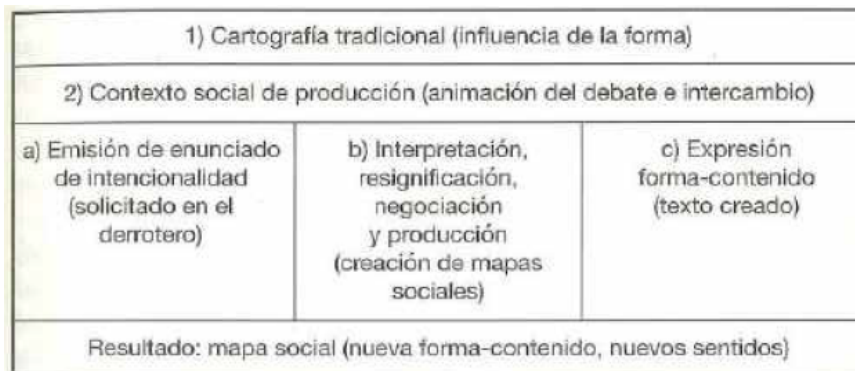 1) Cartografía tradicional (influencia de la forma)
2) Contexto social de producción (animación del debate e intercambio)
a) Emisión de enunciado
de intencionalidad
(solicitado en el
derrotero)
b) Interpretación,
resignificación,
negociación
y producción
(creación de mapas
sociales)
c) Expresión
forma-contenido
(texto creado)
Resultado: mapa social (nueva forma-contenido, nuevos sentidos)